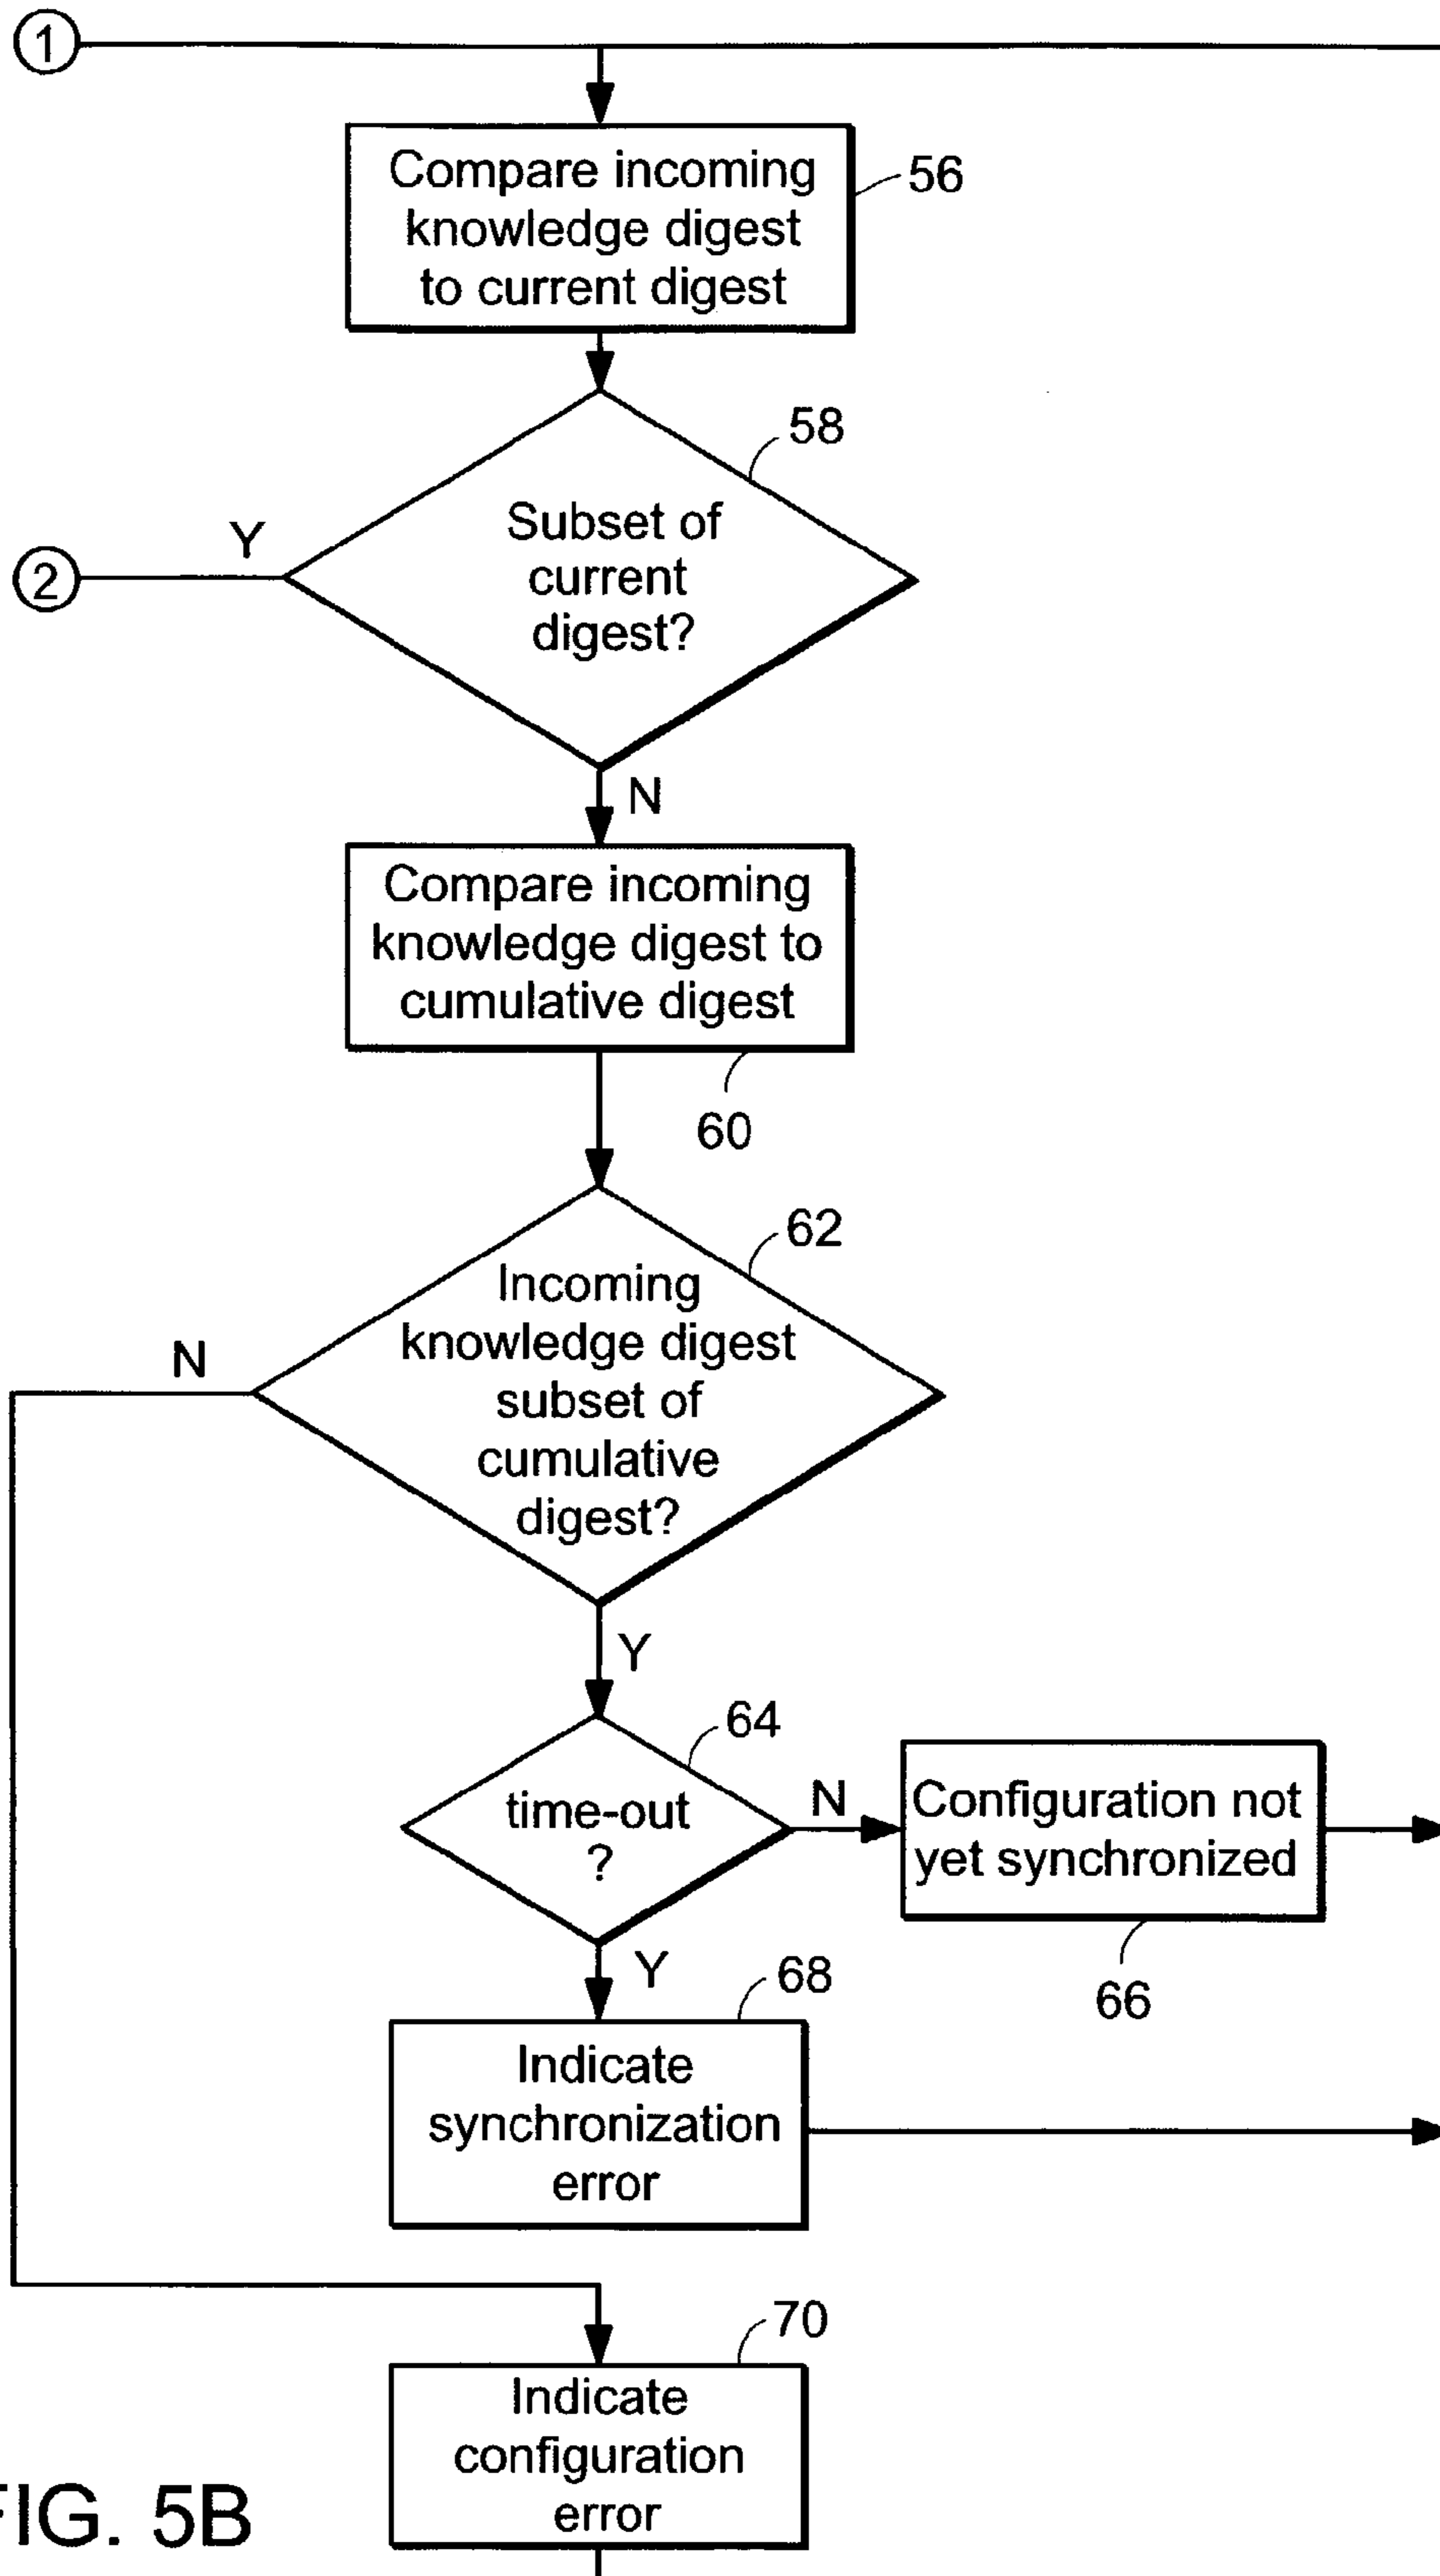 1
Compare incoming
knowledge digest
to current digest
56
58
Subset of
current
digest?
Y
2
N
Compare incoming
knowledge digest to
cumulative digest
60
62
Incoming
knowledge digest
subset of
cumulative
digest?
N
Y
64
time-out
?
N
Configuration not
yet synchronized
66
Y
68
Indicate
synchronization
error
70
Indicate
configuration
error
FIG. 5B